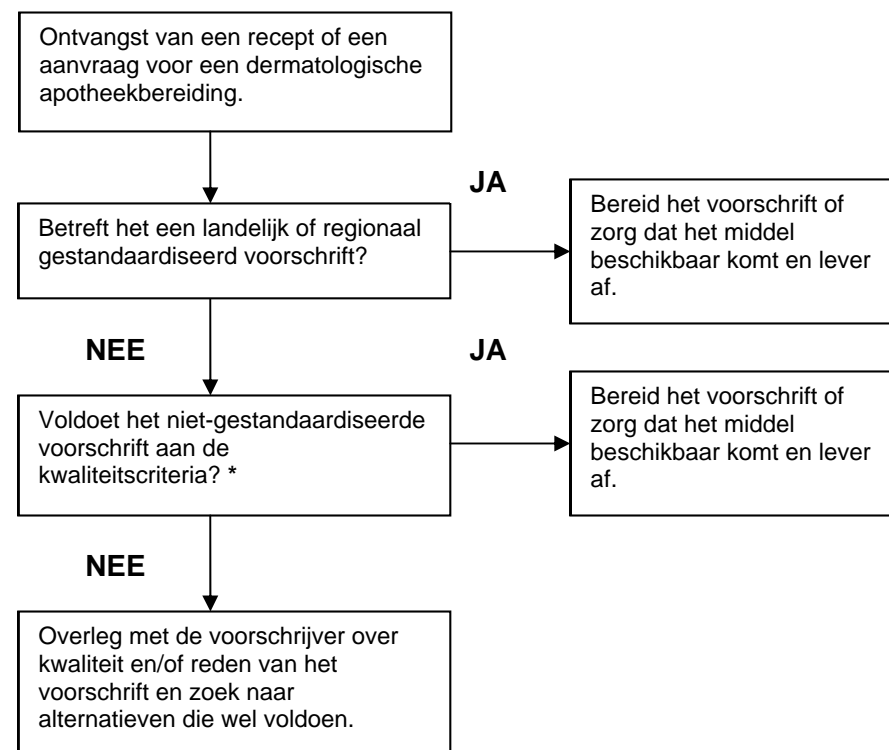 Ontvangst van een recept of een
aanvraag voor een dermatologische
apotheekbereiding.
JA
Betreft het een landelijk of regionaal
gestandaardiseerd voorschrift?
Bereid het voorschrift of
zorg dat het middel
beschikbaar komt en lever
af.
NEE
JA
Voldoet het niet-gestandaardiseerde
voorschrift aan de
kwaliteitscriteria? *
Bereid het voorschrift of
zorg dat het middel
beschikbaar komt en lever
af.
NEE
Overleg met de voorschrijver over
kwaliteit en/of reden van het
voorschrift en zoek naar
alternatieven die wel voldoen.